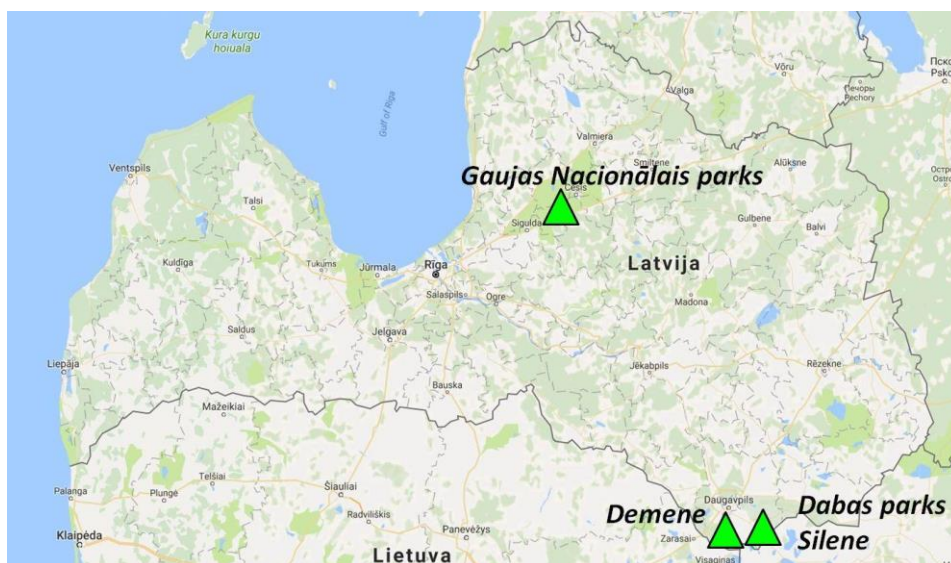 Kura kurgu
hoiuala
Gulf of Riga
Võru
Печоры
Pechory
Valga
Valmiera
Smiltene
Alūksne
Ventspils
Gaujas Nacionālais parks
Cēsis
Talsi
Sigulda
Gulbene
Balvi
Kuldīga
Tukums
Jūrmala
Rīga
Latvija
Salaspils
Ogre
Madona
Saldus
Jelgava
Liepāja
Jēkabpils
Rēzekne
Bauska
Mažeikiai
Palanga
Plungė
Telšiai
Šiauliai
Radviliškis
Daugavpils
Demene
Dabas parks
Silene
Klaipėda
Panevėžys
Zarasai
Lietuva
Visaginas